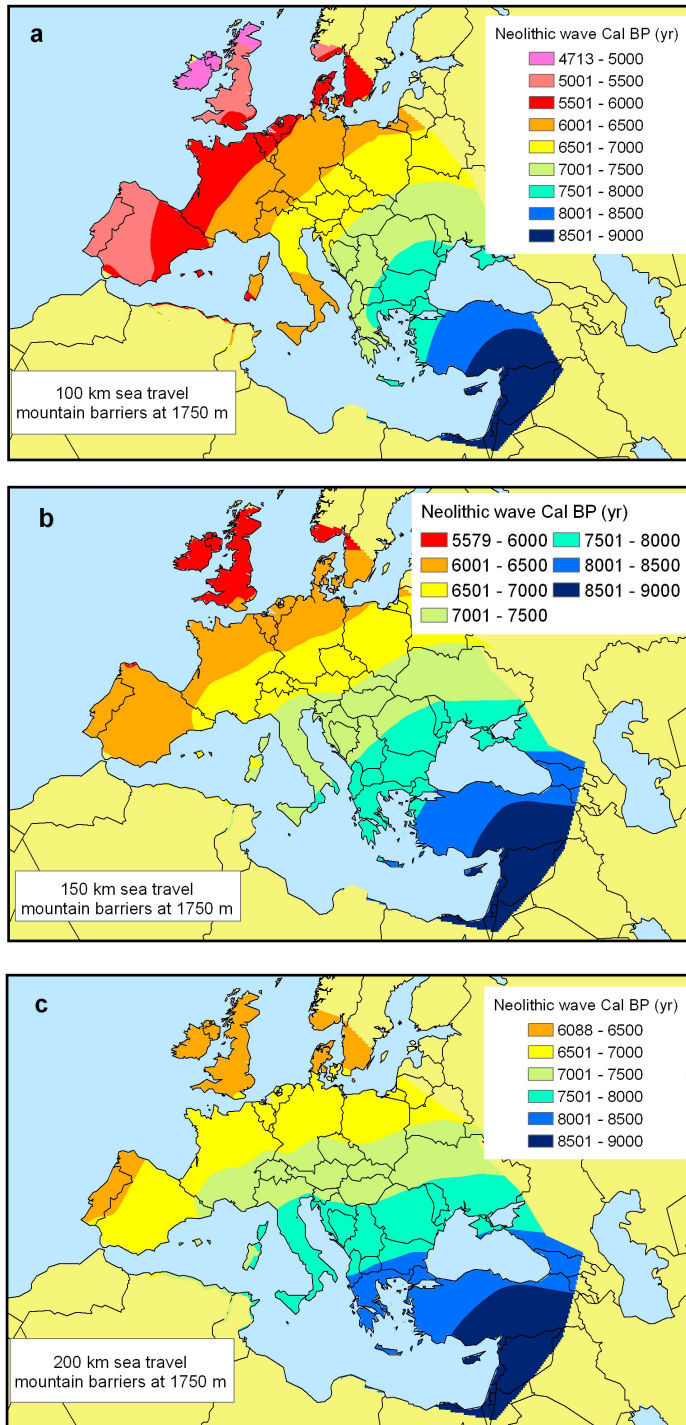 a
Neolithic wave Cal BP (yr)
4713 - 5000
5001 - 5500
5501 - 6000
6001 - 6500
6501 - 7000
7001 - 7500
7501 - 8000
8001 - 8500
8501 - 9000
100 km sea travel
mountain barriers at 1750 m
b
Neolithic wave Cal BP (yr)
5579 - 6000 7501 - 8000
6001 - 6500 8001 - 8500
6501 - 7000 8501 - 9000
7001 - 7500
150 km sea travel
mountain barriers at 1750 m
c
Neolithic wave Cal BP (yr)
6088 - 6500
6501 - 7000
7001 - 7500
7501 - 8000
8001 - 8500
8501 - 9000
200 km sea travel
mountain barriers at 1750 m